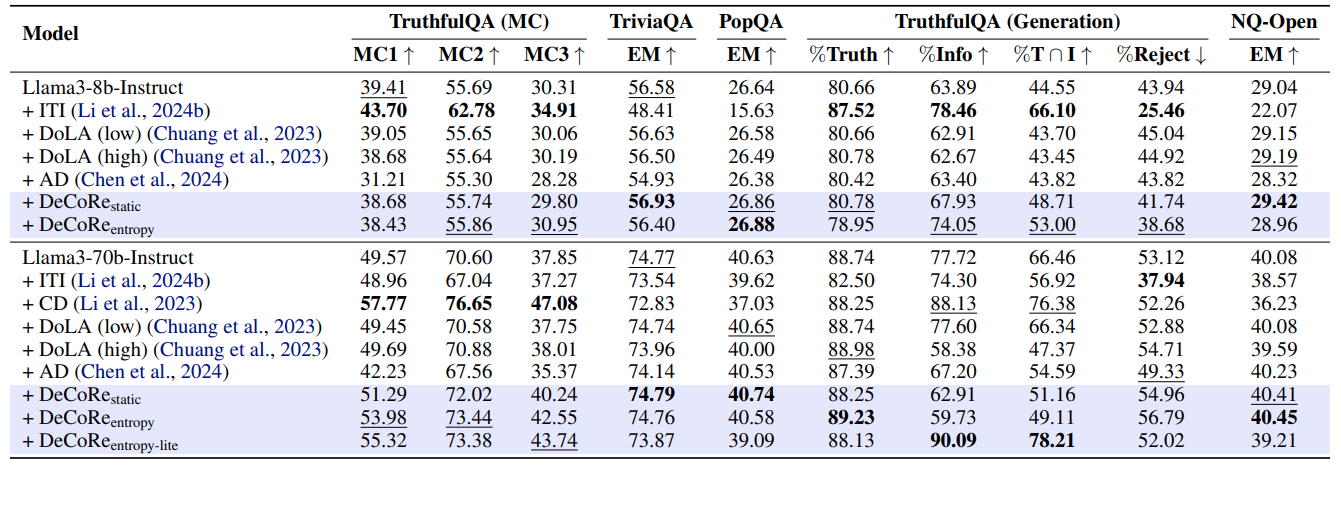 Model TruthfulQA (MC) TriviaQA PopQA TruthfulQA (Generation) NQ-Open
MC1 ↑ MC2 ↑ MC3 ↑ EM ↑ EM ↑ %Truth ↑ %Info ↑ %T ∩ I ↑ %Reject ↓ EM ↑
Llama3-8b-Instruct 39.41 55.69 30.31 56.58 26.64 80.66 63.89 44.55 43.94 29.04
+ ITI (Li et al., 2024b) 43.70 62.78 34.91 48.41 15.63 87.52 78.46 66.10 25.46 22.07
+ DoLA (low) (Chuang et al., 2023) 39.05 55.65 30.06 56.63 26.58 80.66 62.91 43.70 45.04 29.15
+ DoLA (high) (Chuang et al., 2023) 38.68 55.64 30.19 56.50 26.49 80.78 62.67 43.45 44.92 29.19
+ AD (Chen et al., 2024) 31.21 55.30 28.28 54.93 26.38 80.42 63.40 43.82 43.82 28.32
+ DeCoRe static 38.68 55.74 29.80 56.93 26.86 80.78 67.93 48.71 41.74 29.42
+ DeCoRe entropy 38.43 55.86 30.95 56.40 26.88 78.95 74.05 53.00 38.68 28.96
Llama3-70b-Instruct 49.57 70.60 37.85 74.77 40.63 88.74 77.72 66.46 53.12 40.08
+ ITI (Li et al., 2024b) 48.96 67.04 37.27 73.54 39.62 82.50 74.30 56.92 37.94 38.57
+ CD (Li et al., 2023) 57.77 76.65 47.08 72.83 37.03 88.25 88.13 76.38 52.26 36.23
+ DoLA (low) (Chuang et al., 2023) 49.45 70.58 37.75 74.74 40.65 88.74 77.60 66.34 52.88 40.08
+ DoLA (high) (Chuang et al., 2023) 49.69 70.88 38.01 73.96 40.00 88.98 58.38 47.37 54.71 39.59
+ AD (Chen et al., 2024) 42.23 67.56 35.37 74.14 40.53 87.39 67.20 54.59 49.33 40.23
+ DeCoRe static 51.29 72.02 40.24 74.79 40.74 88.25 62.91 51.16 54.96 40.41
+ DeCoRe entropy 53.98 73.44 42.55 74.76 40.58 89.23 59.73 49.11 56.79 40.45
+ DeCoRe entropy-lite 55.32 73.38 43.74 73.87 39.09 88.13 90.09 78.21 52.02 39.21